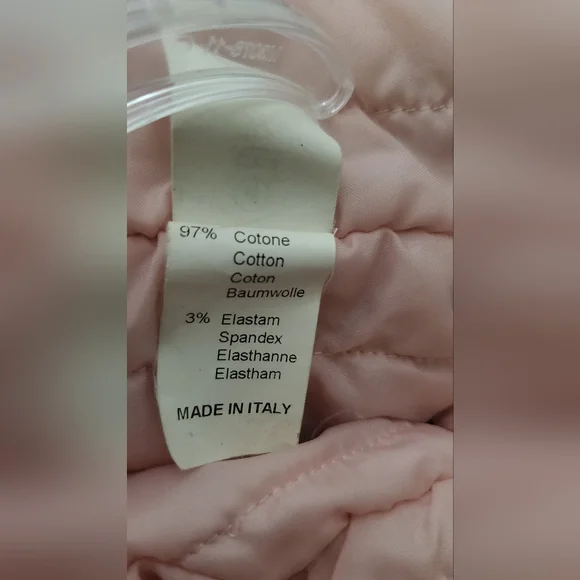 97% Cotone
Cotton
Coton
Baumwolle
3% Elastam
Spandex
Elasthanne
Elastham
MADE IN ITALY